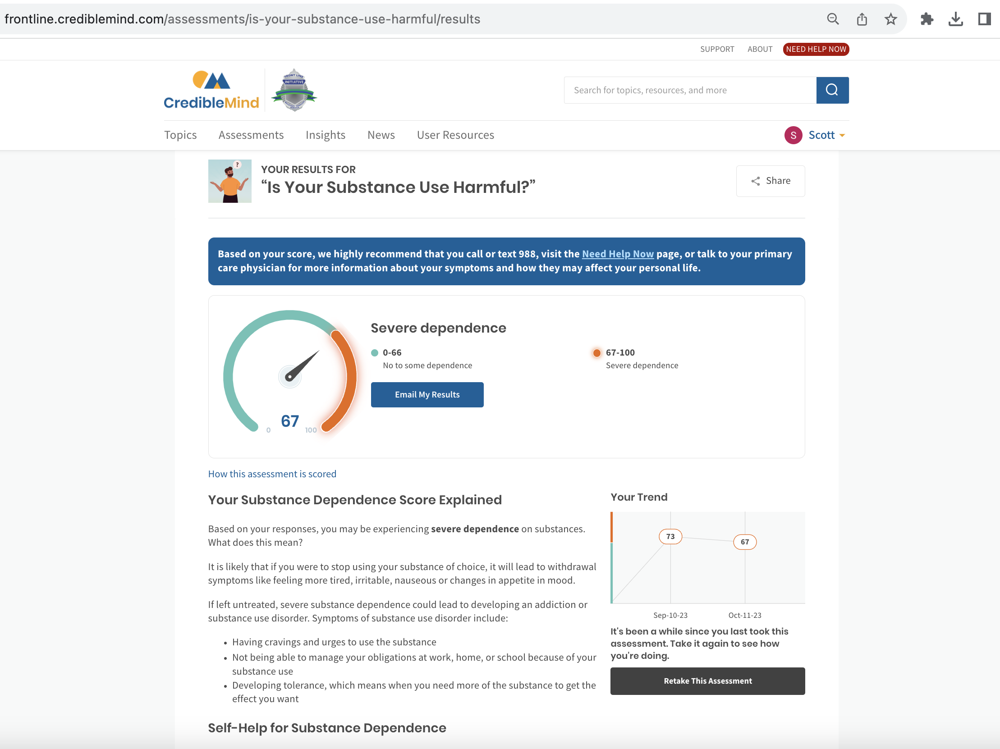 frontline.crediblemind.com/assessments/is-your-substance-use-harmful/results
SUPPORT ABOUT NEED HELP NOW
CredibleMind
FRONT LINE
INITIATIVE
Search for topics, resources, and more
Topics Assessments Insights News User Resources
S Scott
?
YOUR RESULTS FOR
“Is Your Substance Use Harmful?”
Share
Based on your score, we highly recommend that you call or text 988, visit the Need Help Now page, or talk to your primary
care physician for more information about your symptoms and how they may affect your personal life.
Severe dependence
0-66
No to some dependence
67-100
Severe dependence
Email My Results
67
0
100
How this assessment is scored
Your Substance Dependence Score Explained
Based on your responses, you may be experiencing severe dependence on substances.
What does this mean?
It is likely that if you were to stop using your substance of choice, it will lead to withdrawal
symptoms like feeling more tired, irritable, nauseous or changes in appetite in mood.
If left untreated, severe substance dependence could lead to developing an addiction or
substance use disorder. Symptoms of substance use disorder include:
• Having cravings and urges to use the substance
• Not being able to manage your obligations at work, home, or school because of your
substance use
• Developing tolerance, which means when you need more of the substance to get the
effect you want
Self-Help for Substance Dependence
Your Trend
73
67
Sep-10-23 Oct-11-23
It's been a while since you last took this
assessment. Take it again to see how
you're doing.
Retake This Assessment